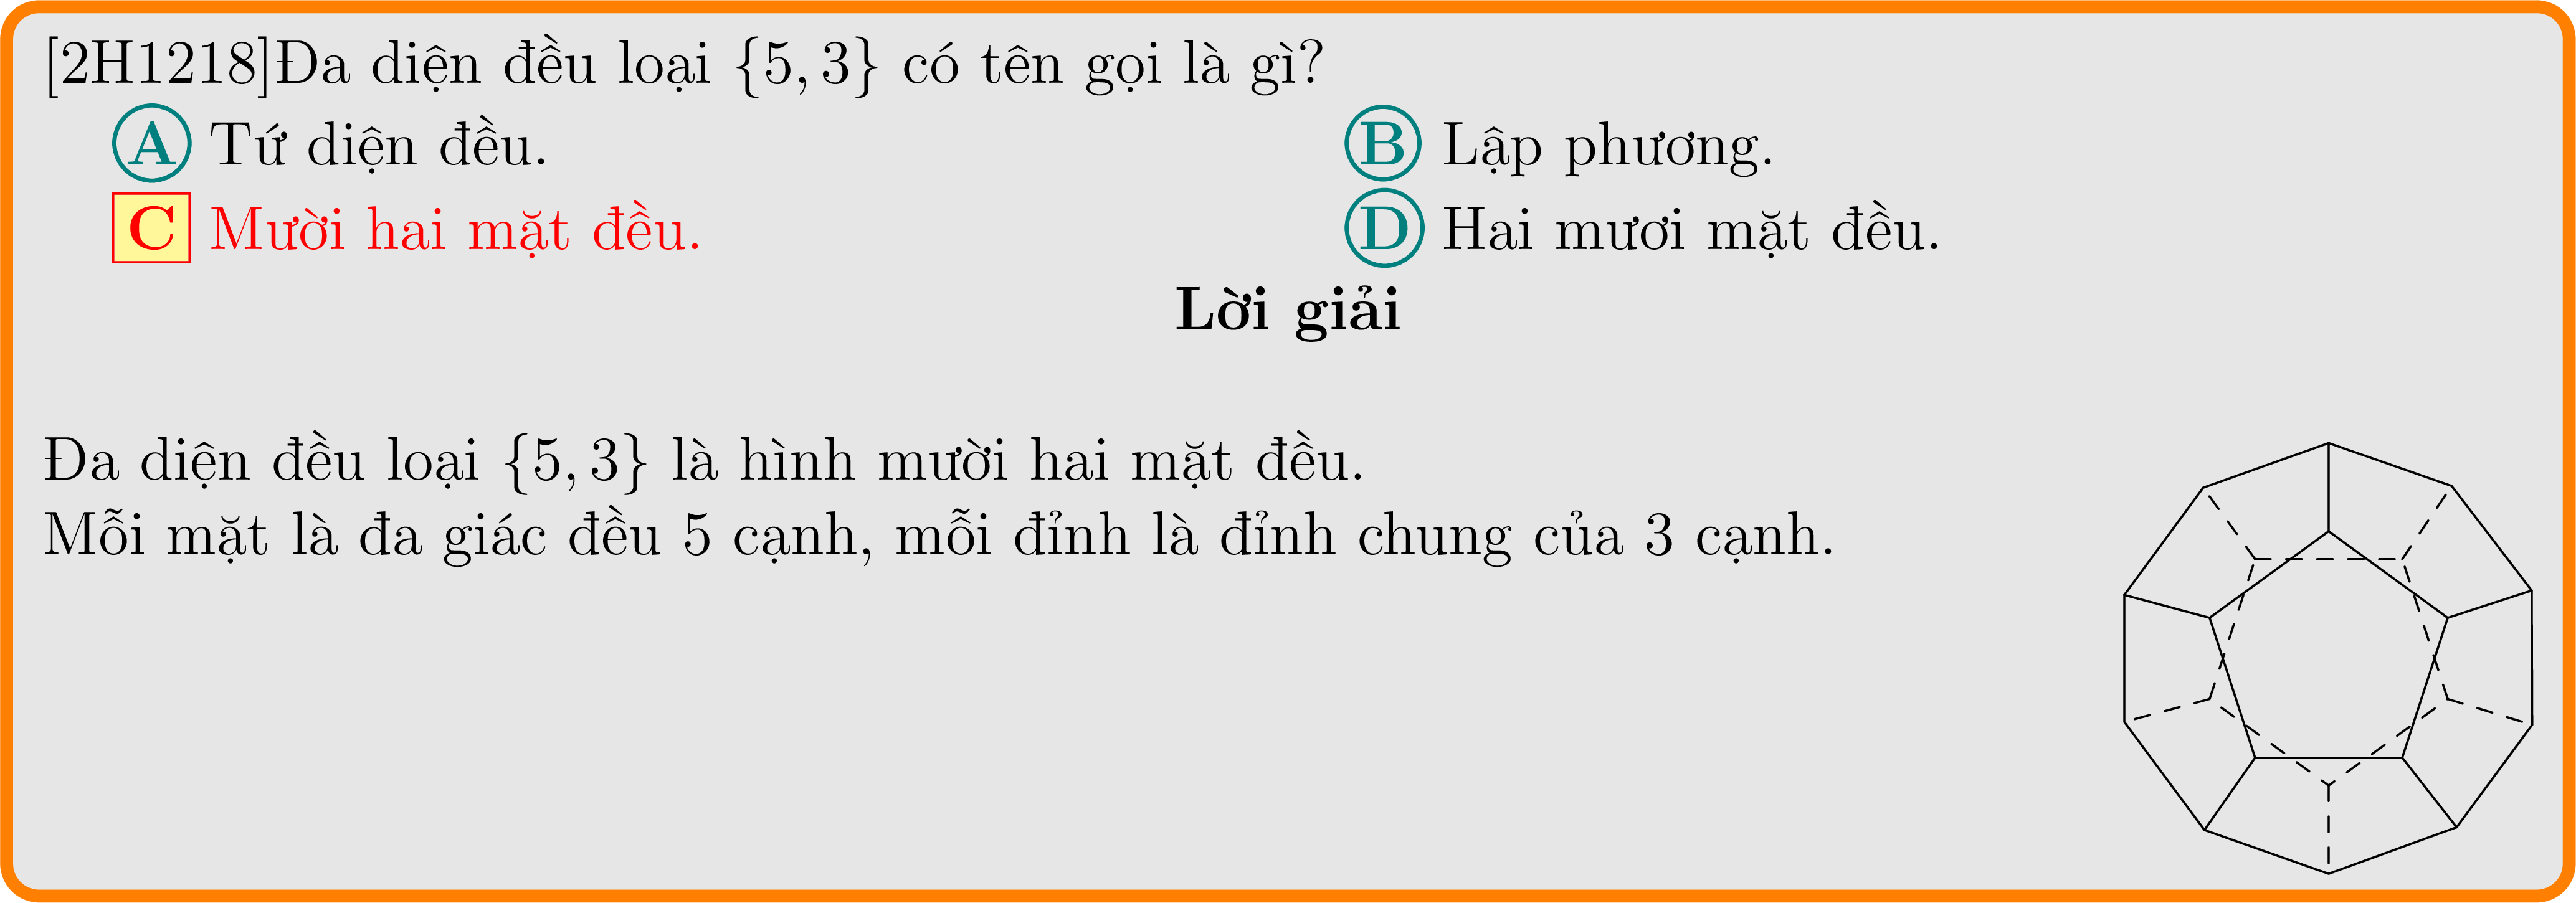 [2H1218]Đa diện đều loại {5, 3} có tên gọi là gì?
A Tứ diện đều. B Lập phương.
C Mười hai mặt đều. D Hai mươi mặt đều.
Lời giải
Đa diện đều loại {5, 3} là hình mười hai mặt đều.
Mỗi mặt là đa giác đều 5 cạnh, mỗi đỉnh là đỉnh chung của 3 cạnh.